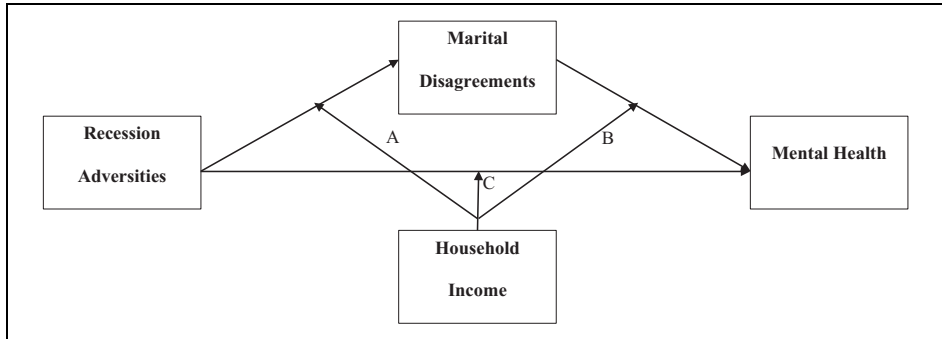 Marital
Disagreements
Recession
Adversities
A
B
Mental Health
C
Household
Income